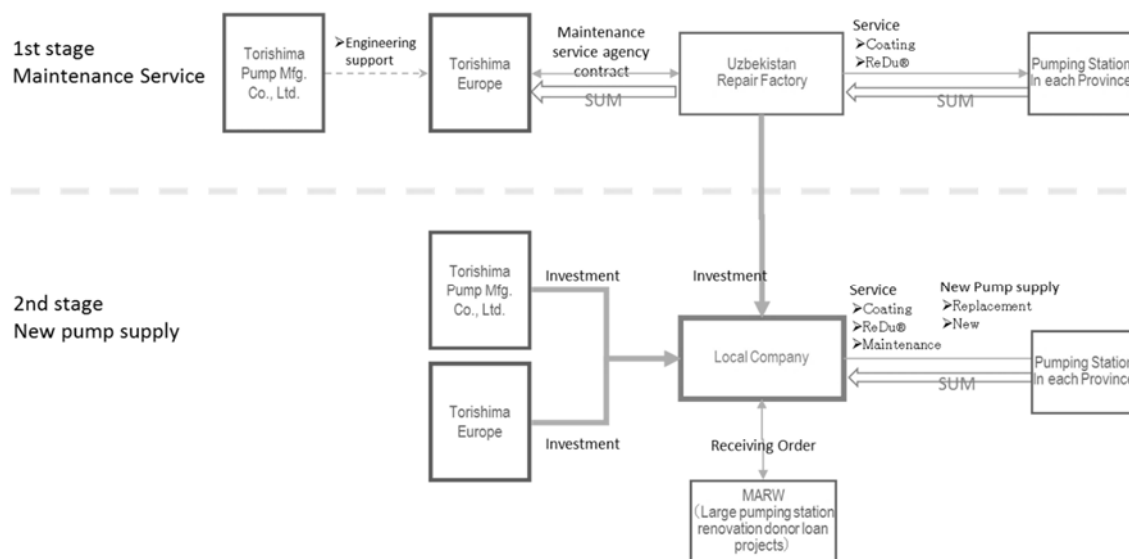 1st stage
Maintenance Service
Torishima
Pump Mfg.
Co., Ltd.
➤Engineering
support
Torishima
Europe
Maintenance
service agency
contract
SUM
Uzbekistan
Repair Factory
Service
➤Coating
➤ReDu®
SUM
Pumping Station
In each Province
2nd stage
New pump supply
Torishima
Pump Mfg.
Co., Ltd.
Investment
Torishima
Europe
Investment
Investment
Local Company
Service
➤Coating
➤ReDu®
➤Maintenance
New Pump supply
➤Replacement
➤New
SUM
Pumping Station
In each Province
Receiving Order
MARW
(Large pumping station
renovation donor loan
projects)